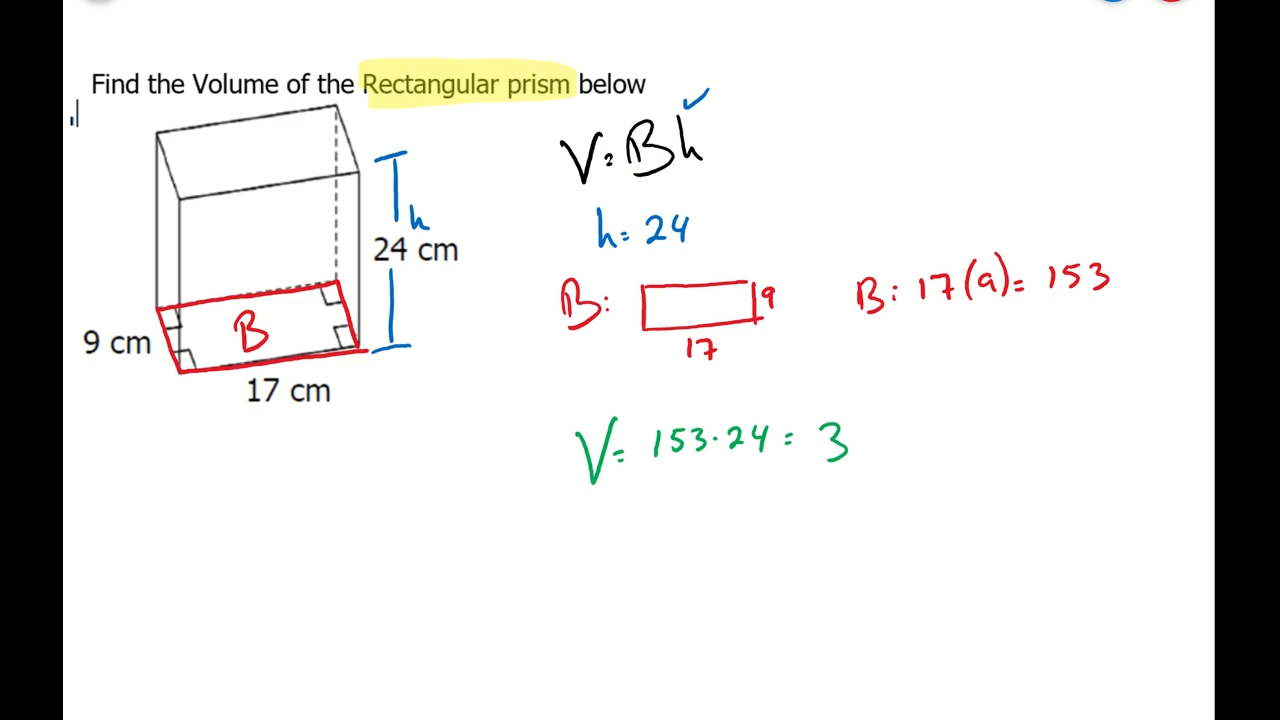 Find the Volume of the Rectangular prism below
V=Bh
h
h=24
24 cm
B: 9
17
B: 17(9)=153
B
9 cm
17 cm
V=153·24=3